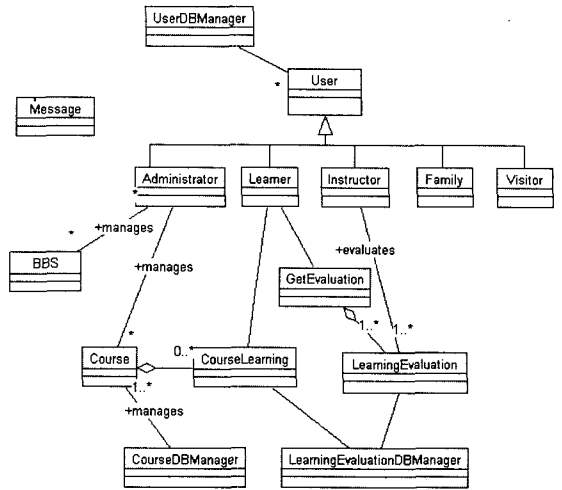 UserDBManager
User
*
Message
Administrator
Learner
Instructor
Family
Visitor
*
*
+manages
+evaluates
BBS
+manages
GetEvaluation
1..*
1..*
*
0..*
Course
CourseLearning
LearningEvaluation
1..*
+manages
CourseDBManager
LearningEvaluationDBManager